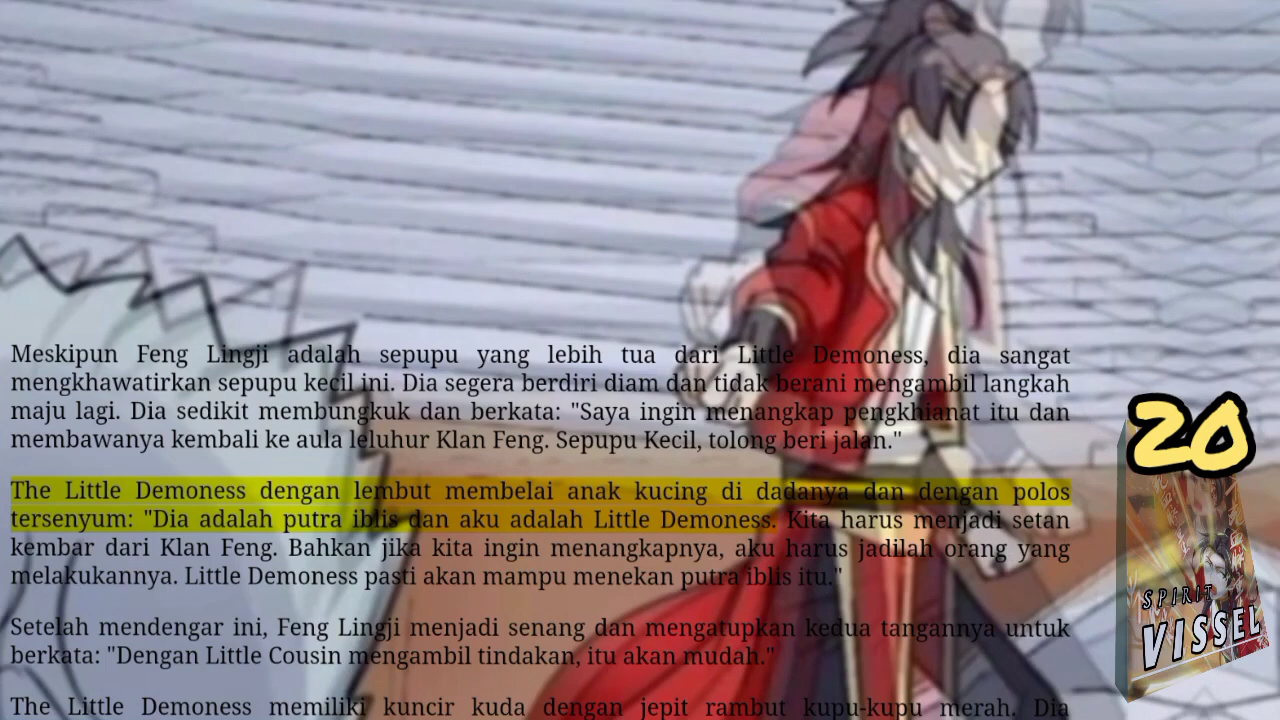 Meskipun Feng Lingji adalah sepupu yang lebih tua dari Little Demoness, dia sangat
mengkhawatirkan sepupu kecil ini. Dia segera berdiri diam dan tidak berani mengambil langkah
maju lagi. Dia sedikit membungkuk dan berkata: "Saya ingin menangkap pengkhianat itu dan
membawanya kembali ke aula leluhur Klan Feng. Sepupu Kecil, tolong beri jalan."
The Little Demoness dengan lembut membelai anak kucing di dadanya dan dengan polos
tersenyum: "Dia adalah putra iblis dan aku adalah Little Demoness. Kita harus menjadi setan
kembar dari Klan Feng. Bahkan jika kita ingin menangkapnya, aku harus jadilah orang yang
melakukannya. Little Demoness pasti akan mampu menekan putra iblis itu."
Setelah mendengar ini, Feng Lingji menjadi senang dan mengatupkan kedua tangannya untuk
berkata: "Dengan Little Cousin mengambil tindakan, itu akan mudah."
The Little Demoness memiliki kuncir kuda dengan jepit rambut kupu-kupu merah. Dia
20
SPIRIT
VISSEL